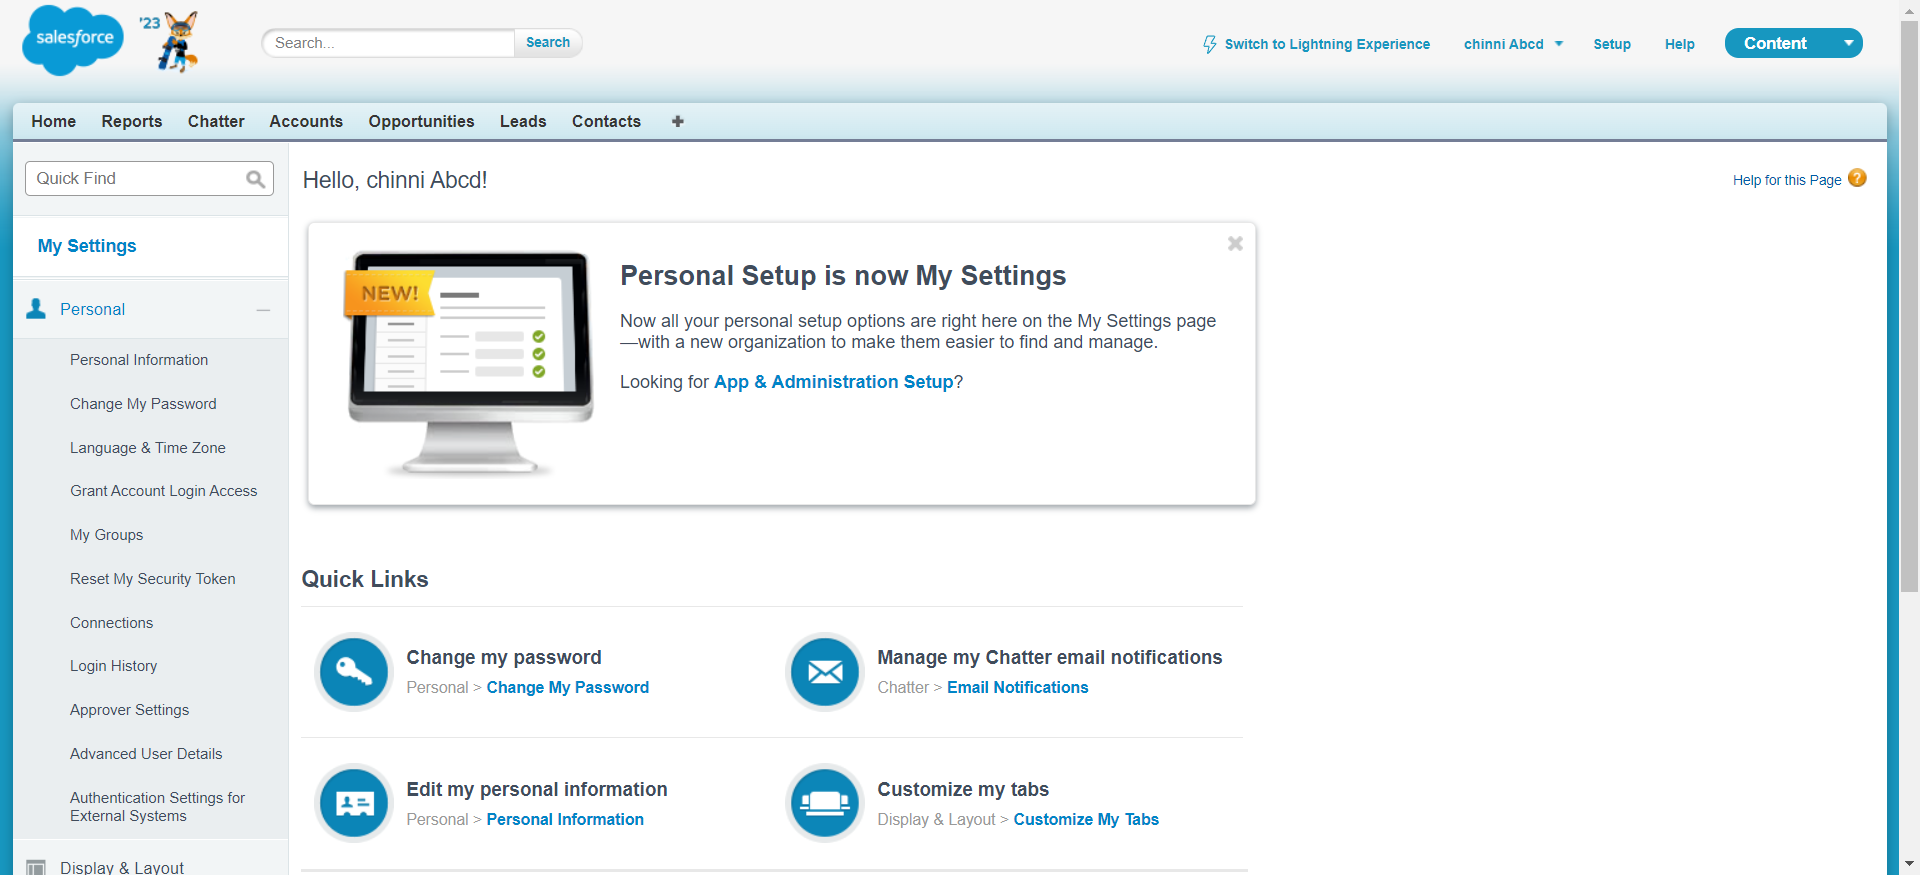 salesforce
'23
Search...
Search
Switch to Lightning Experience
chinni Abcd
Setup
Help
Content
Home
Reports
Chatter
Accounts
Opportunities
Leads
Contacts
+
Quick Find
My Settings
Personal
Personal Information
Change My Password
Language & Time Zone
Grant Account Login Access
My Groups
Reset My Security Token
Connections
Login History
Approver Settings
Advanced User Details
Authentication Settings for
External Systems
Display & Layout
Hello, chinni Abcd!
Help for this Page
?
NEW!
Personal Setup is now My Settings
Now all your personal setup options are right here on the My Settings page
—with a new organization to make them easier to find and manage.
Looking for App & Administration Setup?
Quick Links
Change my password
Personal > Change My Password
Manage my Chatter email notifications
Chatter > Email Notifications
Edit my personal information
Personal > Personal Information
Customize my tabs
Display & Layout > Customize My Tabs